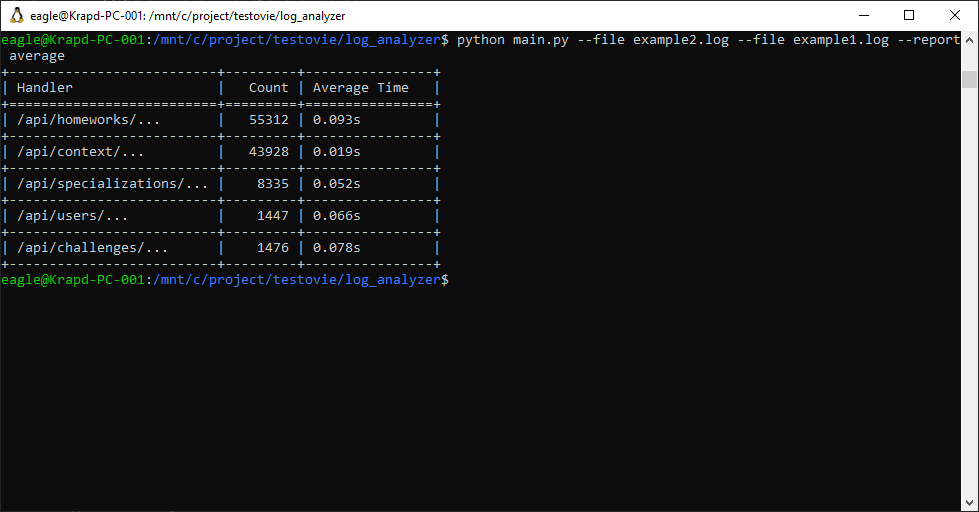 eagle@Krapd-PC-001: /mnt/c/project/testovie/log_analyzer
eagle@Krapd-PC-001:/mnt/c/project/testovie/log_analyzer$ python main.py --file example2.log --file example1.log --report
 average
+--------------------------+---------+----------------+
| Handler                  |   Count | Average Time   |
+==========================+=========+================+
| /api/homeworks/...       |   55312 | 0.093s         |
+--------------------------+---------+----------------+
| /api/context/...         |   43928 | 0.019s         |
+--------------------------+---------+----------------+
| /api/specializations/... |    8335 | 0.052s         |
+--------------------------+---------+----------------+
| /api/users/...           |    1447 | 0.066s         |
+--------------------------+---------+----------------+
| /api/challenges/...      |    1476 | 0.078s         |
+--------------------------+---------+----------------+
eagle@Krapd-PC-001:/mnt/c/project/testovie/log_analyzer$